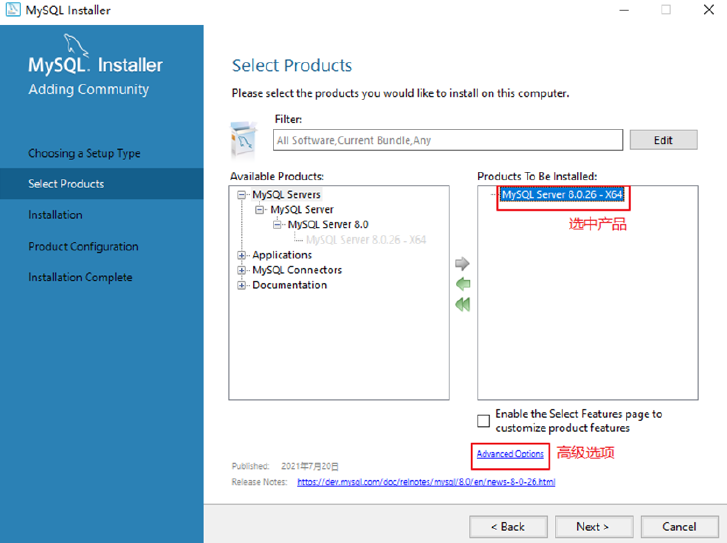 MySQL Installer
MySQL. Installer
Adding Community
Choosing a Setup Type
Select Products
Installation
Product Configuration
Installation Complete
Select Products
Please select the products you would like to install on this computer.
Filter:
All Software,Current Bundle,Any
Edit
Available Products:
MySQL Servers
MySQL Server
MySQL Server 8.0
MySQL Server 8.0.26 - X64
Applications
MySQL Connectors
Documentation
Products To Be Installed:
MySQL Server 8.0.26 - X64
选中产品
Enable the Select Features page to
customize product features
Advanced Options
高级选项
Published: 2021年7月20日
Release Notes: https://dev.mysql.com/doc/relnotes/mysql/8.0/en/news-8-0-26.html
< Back
Next >
Cancel